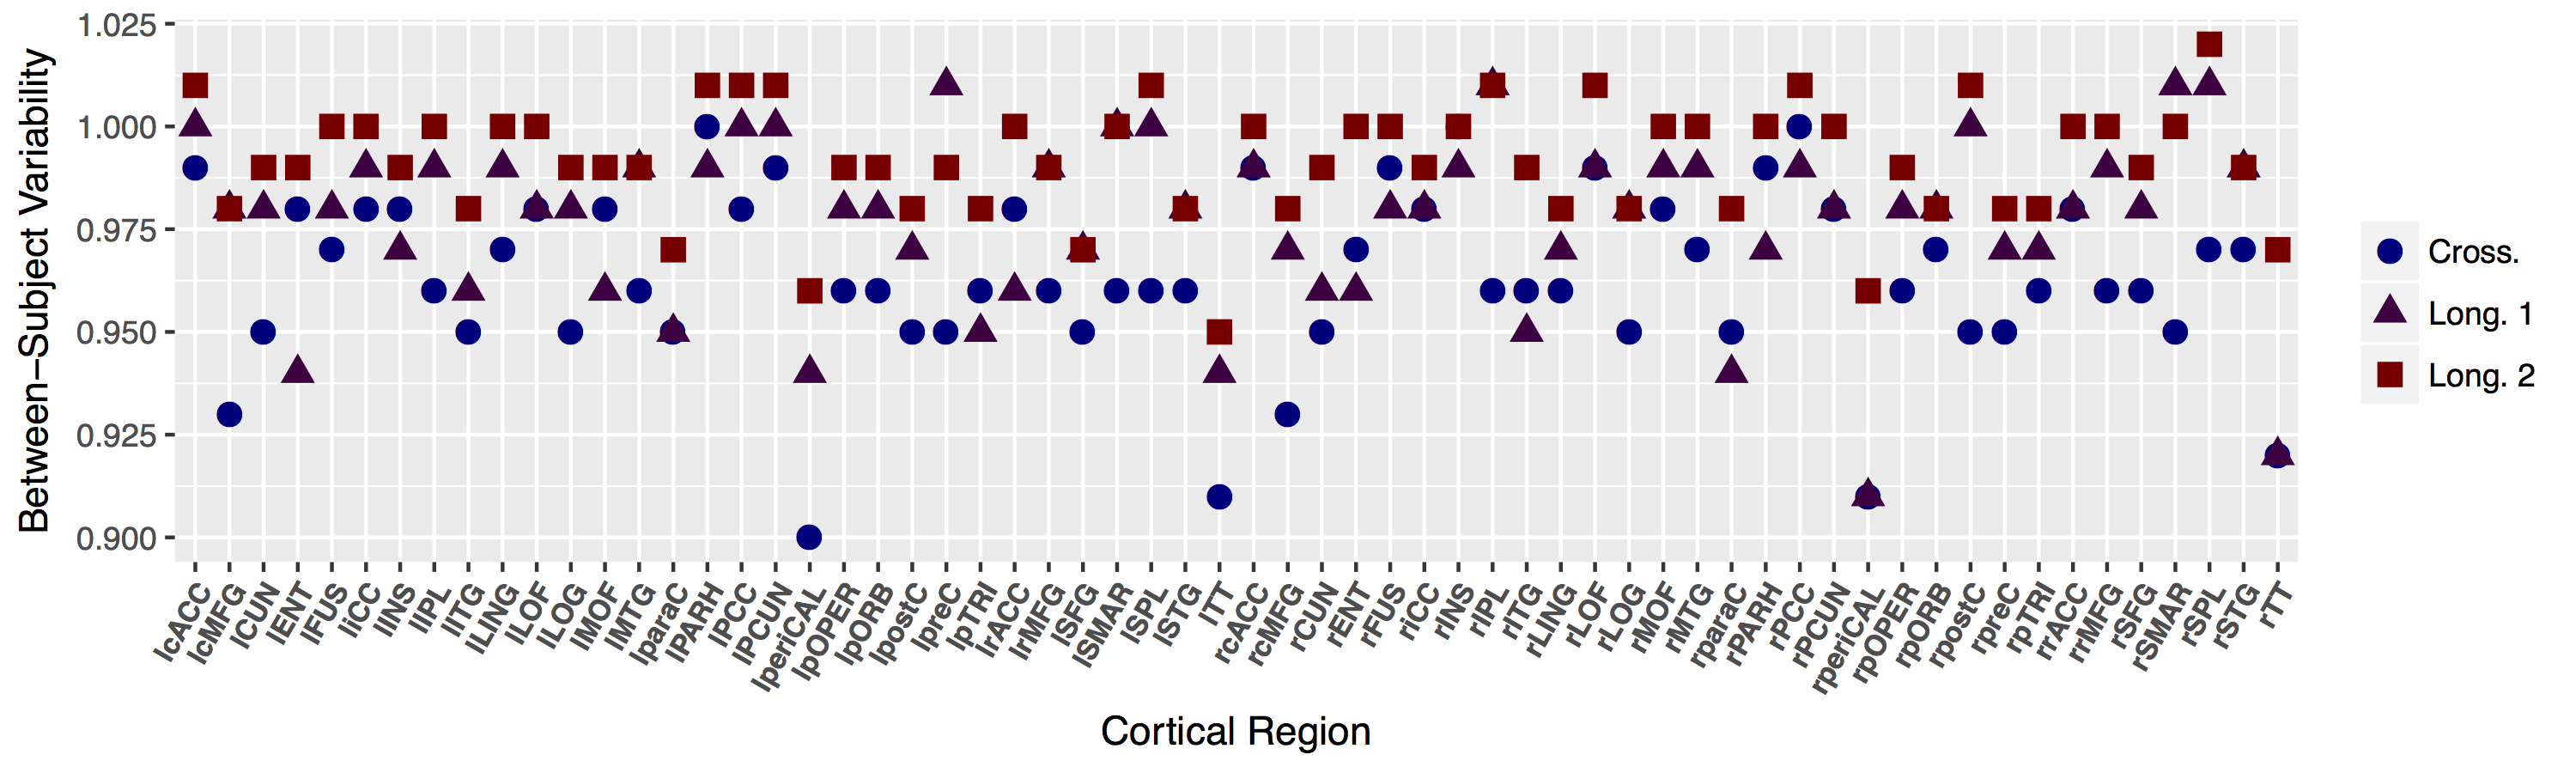 1.025
1.000
0.975
0.950
0.925
0.900
Between−Subject Variability
lcACC
lcMFG
lCUN
lENT
lFUS
liCC
lINS
lIPL
lITG
lLING
lLOF
lLOG
lMOF
lMTG
lparaC
lPARH
lPCC
lPCUN
lperiCAL
lpOPER
lpORB
lpostC
lpreC
lpTRI
lrACC
lrMFG
lSFG
lSMAR
lSPL
lSTG
lTT
rcACC
rcMFG
rCUN
rENT
rFUS
riCC
rINS
rIPL
rITG
rLING
rLOF
rLOG
rMOF
rMTG
rparaC
rPARH
rPCC
rPCUN
rperiCAL
rpOPER
rpORB
rpostC
rpreC
rpTRI
rrACC
rrMFG
rSFG
rSMAR
rSPL
rSTG
rTT
Cortical Region
Cross.
Long. 1
Long. 2